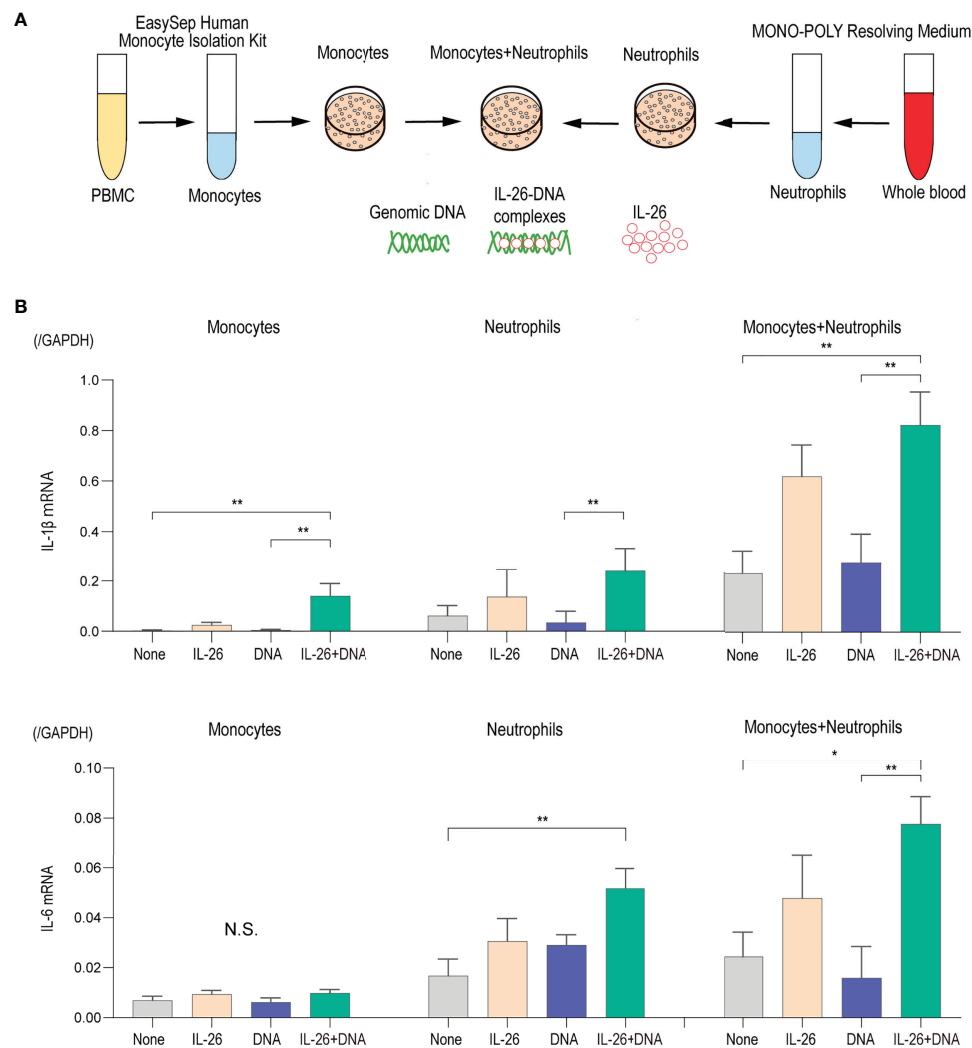 A
EasySep Human
Monocyte Isolation Kit
MONO-POLY Resolving Medium
Monocytes
Monocytes+Neutrophils
Neutrophils
PBMC
Monocytes
Neutrophils
Whole blood
Genomic DNA
IL-26-DNA
complexes
IL-26
B
(/GAPDH)
Monocytes
Neutrophils
Monocytes+Neutrophils
**
**
**
**
**
IL-1β mRNA
1.0
0.8
0.6
0.4
0.2
0.0
None IL-26 DNA IL-26+DNA
None IL-26 DNA IL-26+DNA
None IL-26 DNA IL-26+DNA
(/GAPDH)
Monocytes
Neutrophils
Monocytes+Neutrophils
*
**
**
N.S.
IL-6 mRNA
0.10
0.08
0.06
0.04
0.02
0.00
None IL-26 DNA IL-26+DNA
None IL-26 DNA IL-26+DNA
None IL-26 DNA IL-26+DNA